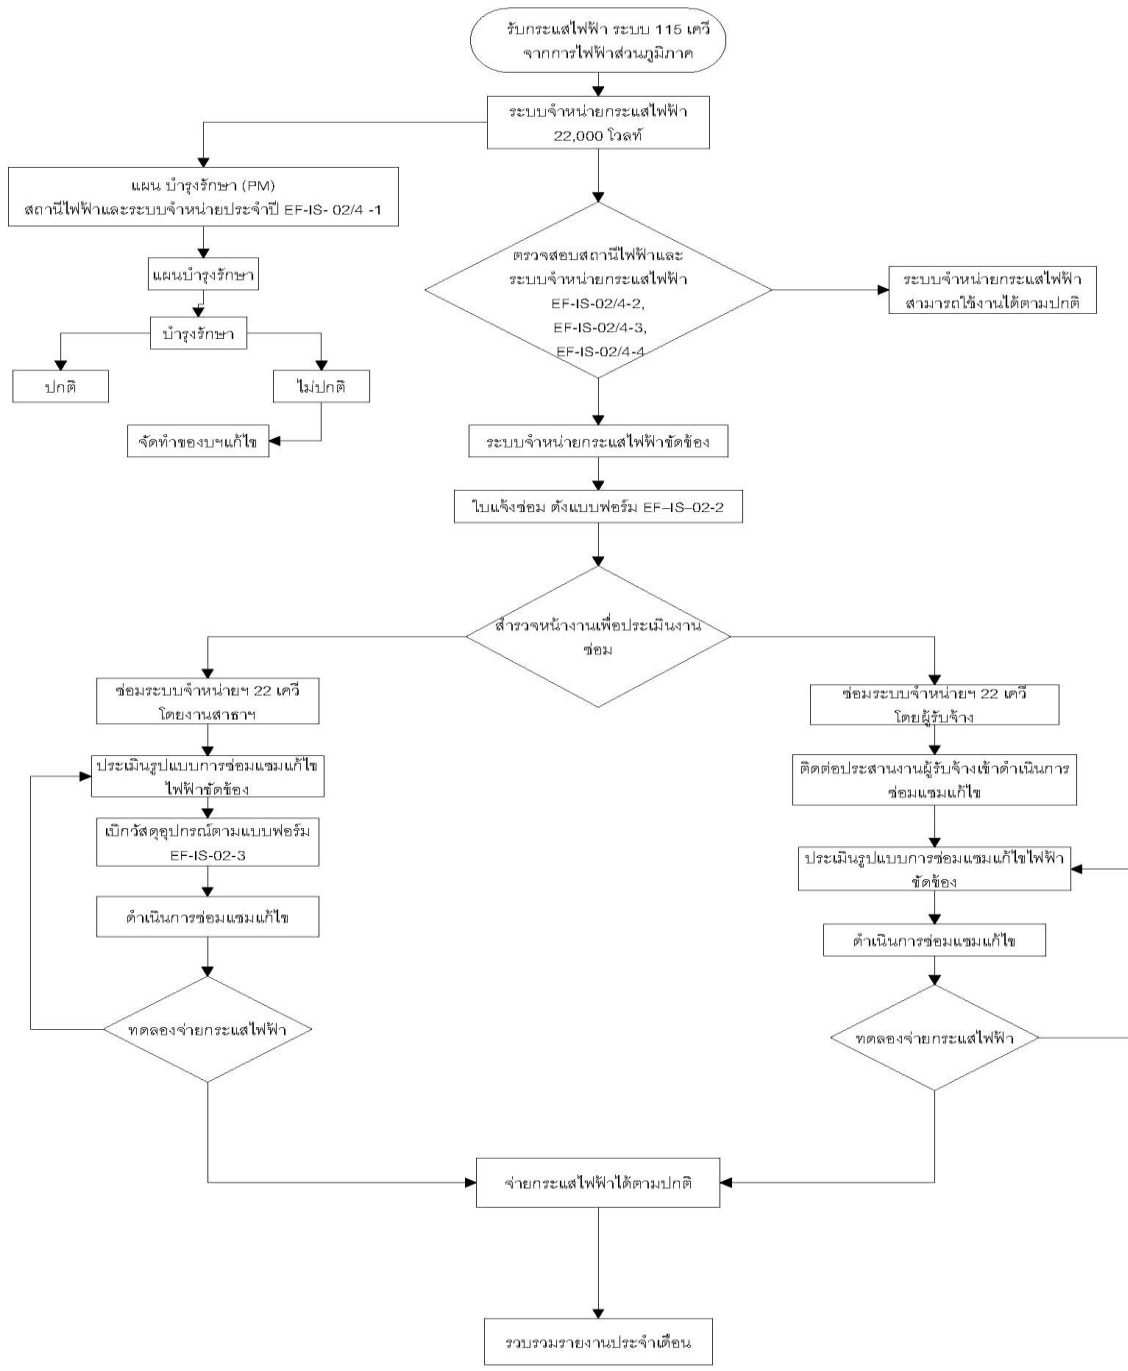 รับกระแสไฟฟ้า ระบบ 115 เควี
จากการไฟฟ้าส่วนภูมิภาค
ระบบจำหน่ายกระแสไฟฟ้า
22,000 โวลท์
แผน บำรุงรักษา (PM)
สถานีไฟฟ้าและระบบจำหน่ายประจำปี EF-IS- 02/4 -1
แผนบำรุงรักษา
บำรุงรักษา
ปกติ
ไม่ปกติ
จัดทำของบฯแก้ไข
ตรวจสอบสถานีไฟฟ้าและ
ระบบจำหน่ายกระแสไฟฟ้า
EF-IS-02/4-2,
EF-IS-02/4-3,
EF-IS-02/4-4
ระบบจำหน่ายกระแสไฟฟ้า
สามารถใช้งานได้ตามปกติ
ระบบจำหน่ายกระแสไฟฟ้าขัดข้อง
ใบแจ้งซ่อม ดังแบบฟอร์ม EF–IS–02-2
สำรวจหน้างานเพื่อประเมินงาน
ซ่อม
ซ่อมระบบจำหน่ายฯ 22 เควี
โดยงานสาธาฯ
ประเมินรูปแบบการซ่อมแซมแก้ไข
ไฟฟ้าขัดข้อง
เบิกวัสดุอุปกรณ์ตามแบบฟอร์ม
EF-IS-02-3
ดำเนินการซ่อมแซมแก้ไข
ทดลองจ่ายกระแสไฟฟ้า
ซ่อมระบบจำหน่ายฯ 22 เควี
โดยผู้รับจ้าง
ติดต่อประสานงานผู้รับจ้างเข้าดำเนินการ
ซ่อมแซมแก้ไข
ประเมินรูปแบบการซ่อมแซมแก้ไขไฟฟ้า
ขัดข้อง
ดำเนินการซ่อมแซมแก้ไข
ทดลองจ่ายกระแสไฟฟ้า
จ่ายกระแสไฟฟ้าได้ตามปกติ
รวบรวมรายงานประจำเดือน